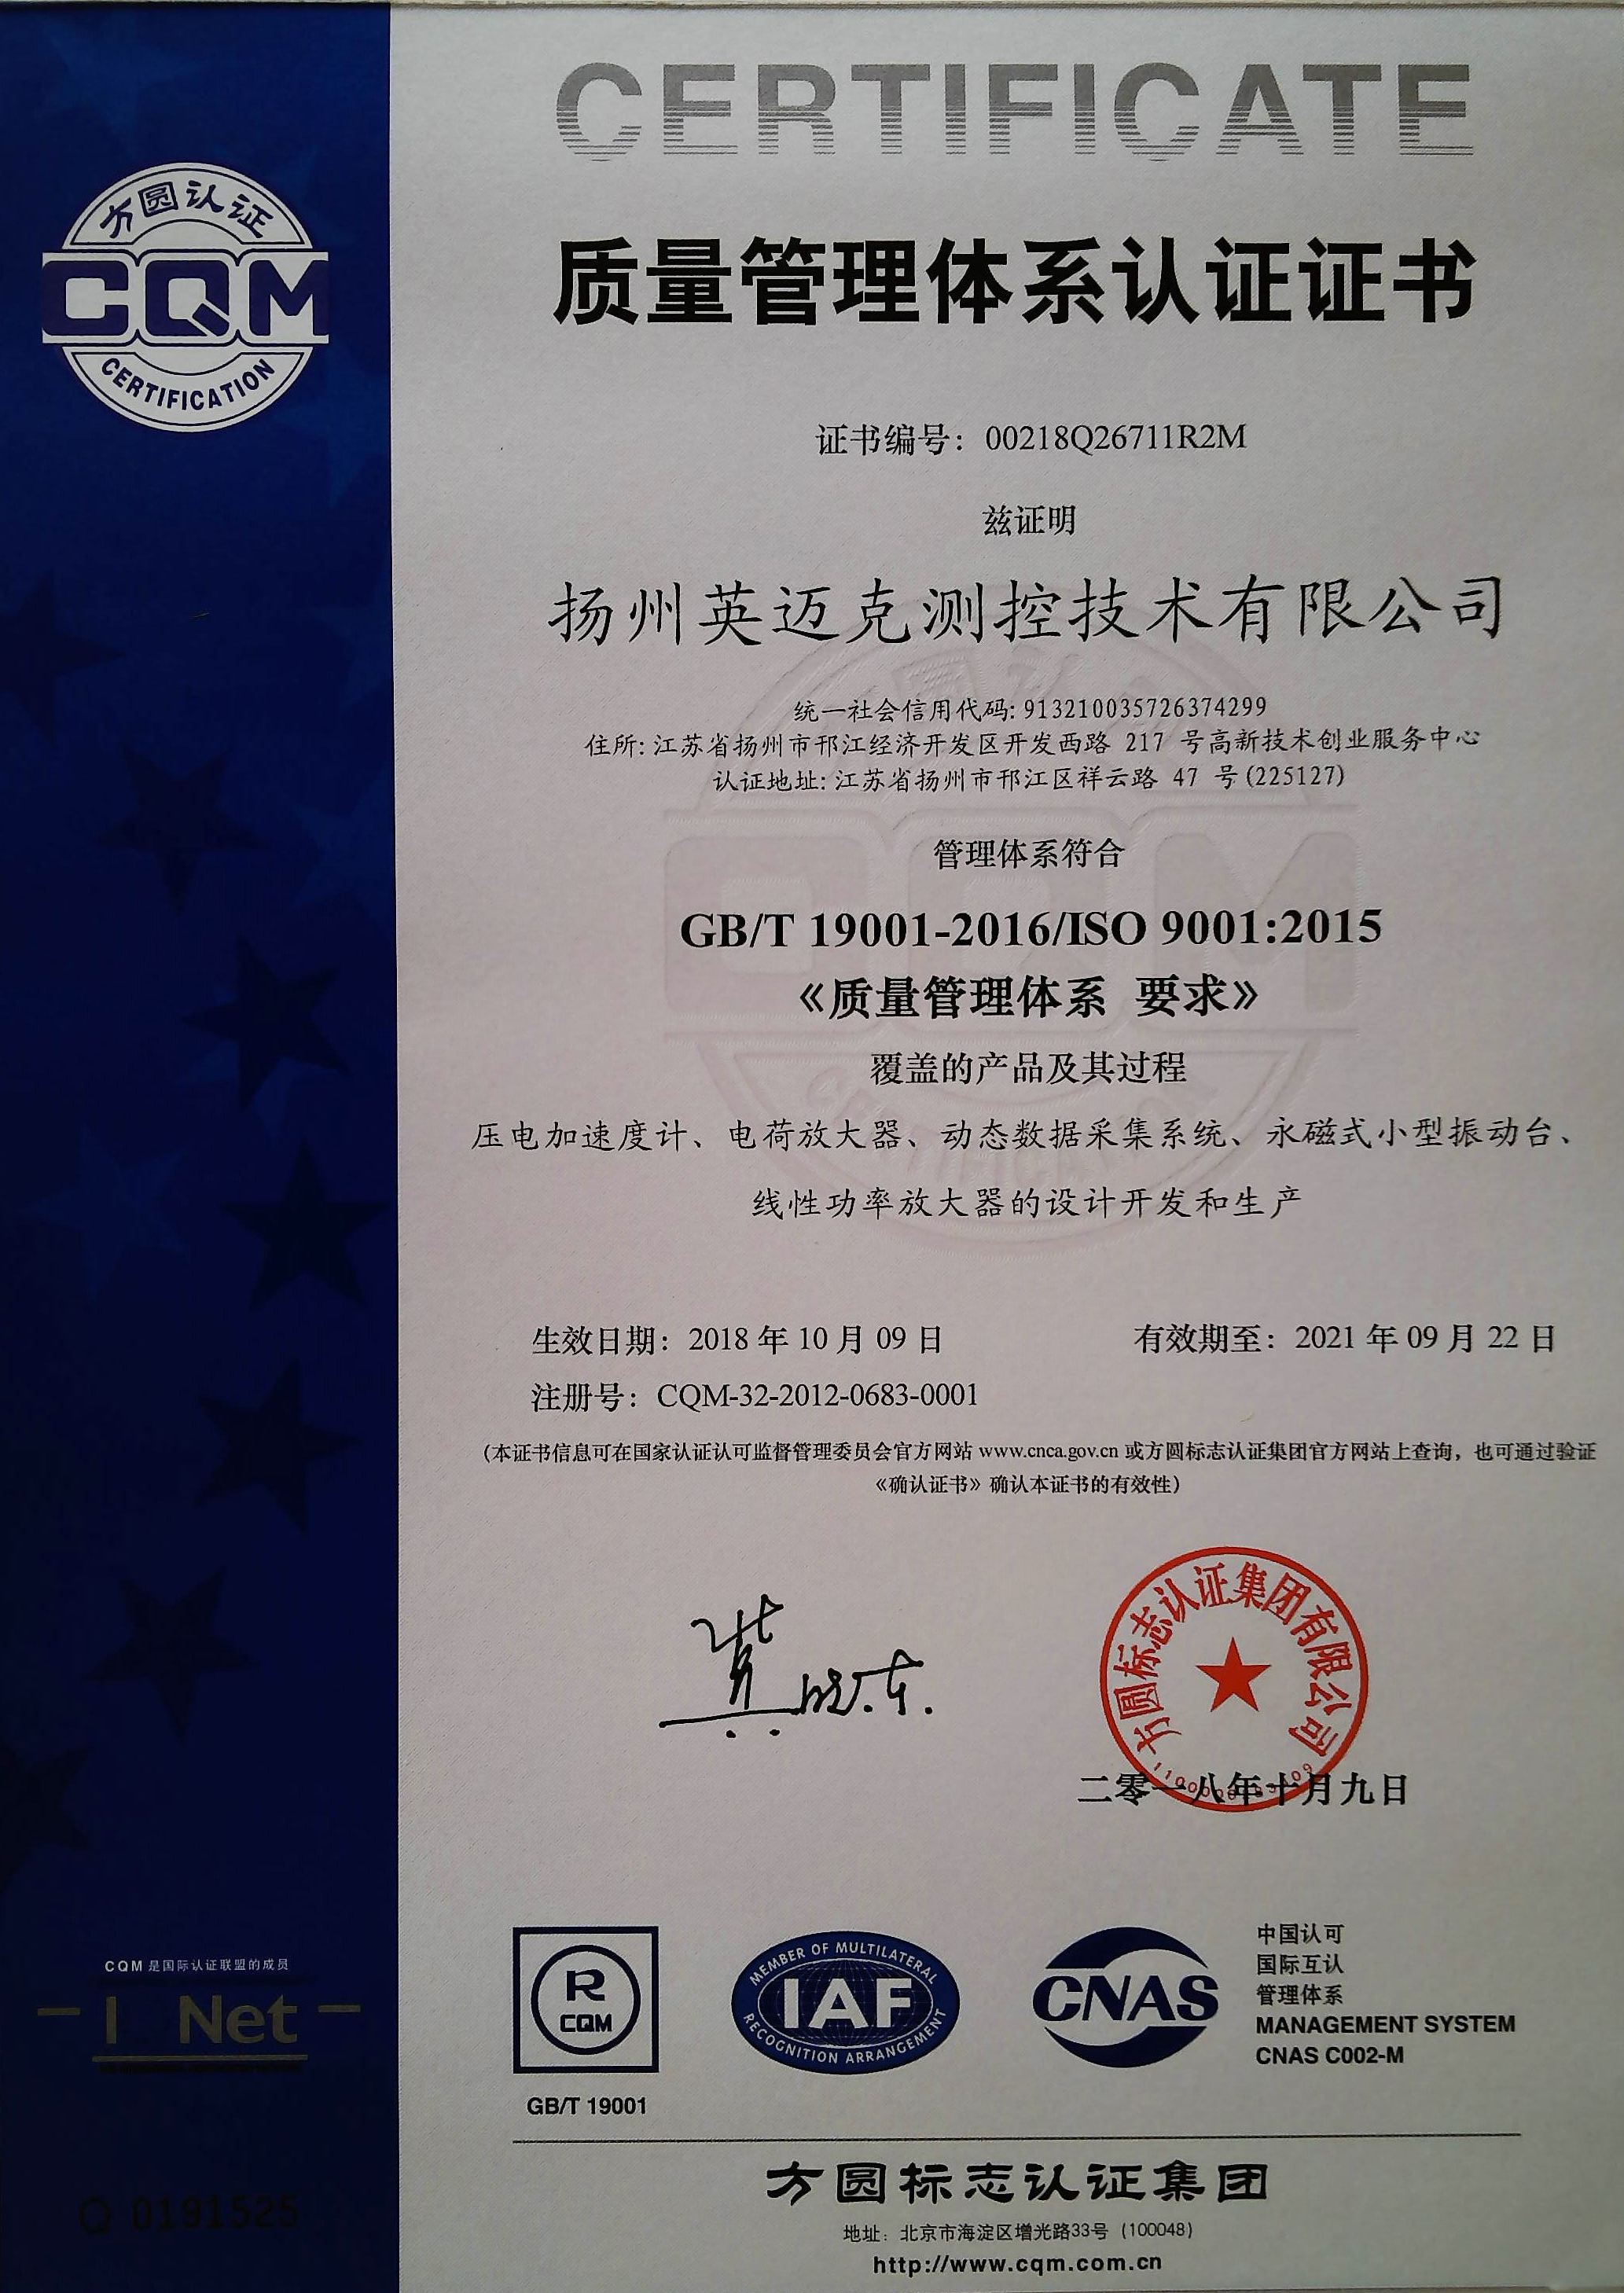 CERTIFICATE
方圆认证
CQM
CERTIFICATION
质量管理体系认证证书
证书编号：00218Q26711R2M
兹证明
扬州英迈克测控技术有限公司
统一社会信用代码:913210035726374299
住所:江苏省扬州市邗江经济开发区开发西路 217 号高新技术创业服务中心
认证地址:江苏省扬州市邗江区祥云路 47 号(225127)
管理体系符合
GB/T 19001-2016/ISO 9001:2015
《质量管理体系 要求》
覆盖的产品及其过程
压电加速度计、电荷放大器、动态数据采集系统、永磁式小型振动台、
线性功率放大器的设计开发和生产
生效日期：2018 年 10 月 09 日
有效期至：2021 年 09 月 22 日
注册号：CQM-32-2012-0683-0001
(本证书信息可在国家认证认可监督管理委员会官方网站 www.cnca.gov.cn 或方圆标志认证集团官方网站上查询，也可通过验证
《确认证书》确认本证书的有效性)
方圆标志认证集团有限公司
二零一八年十月九日
CQM 是国际认证联盟的成员
I Net
R
CQM
GB/T 19001
MEMBER OF MULTILATERAL
IAF
RECOGNITION ARRANGEMENT
CNAS
中国认可
国际互认
管理体系
MANAGEMENT SYSTEM
CNAS C002-M
Q 0191525
方圆标志认证集团
地址：北京市海淀区增光路33号 (100048)
http://www.cqm.com.cn